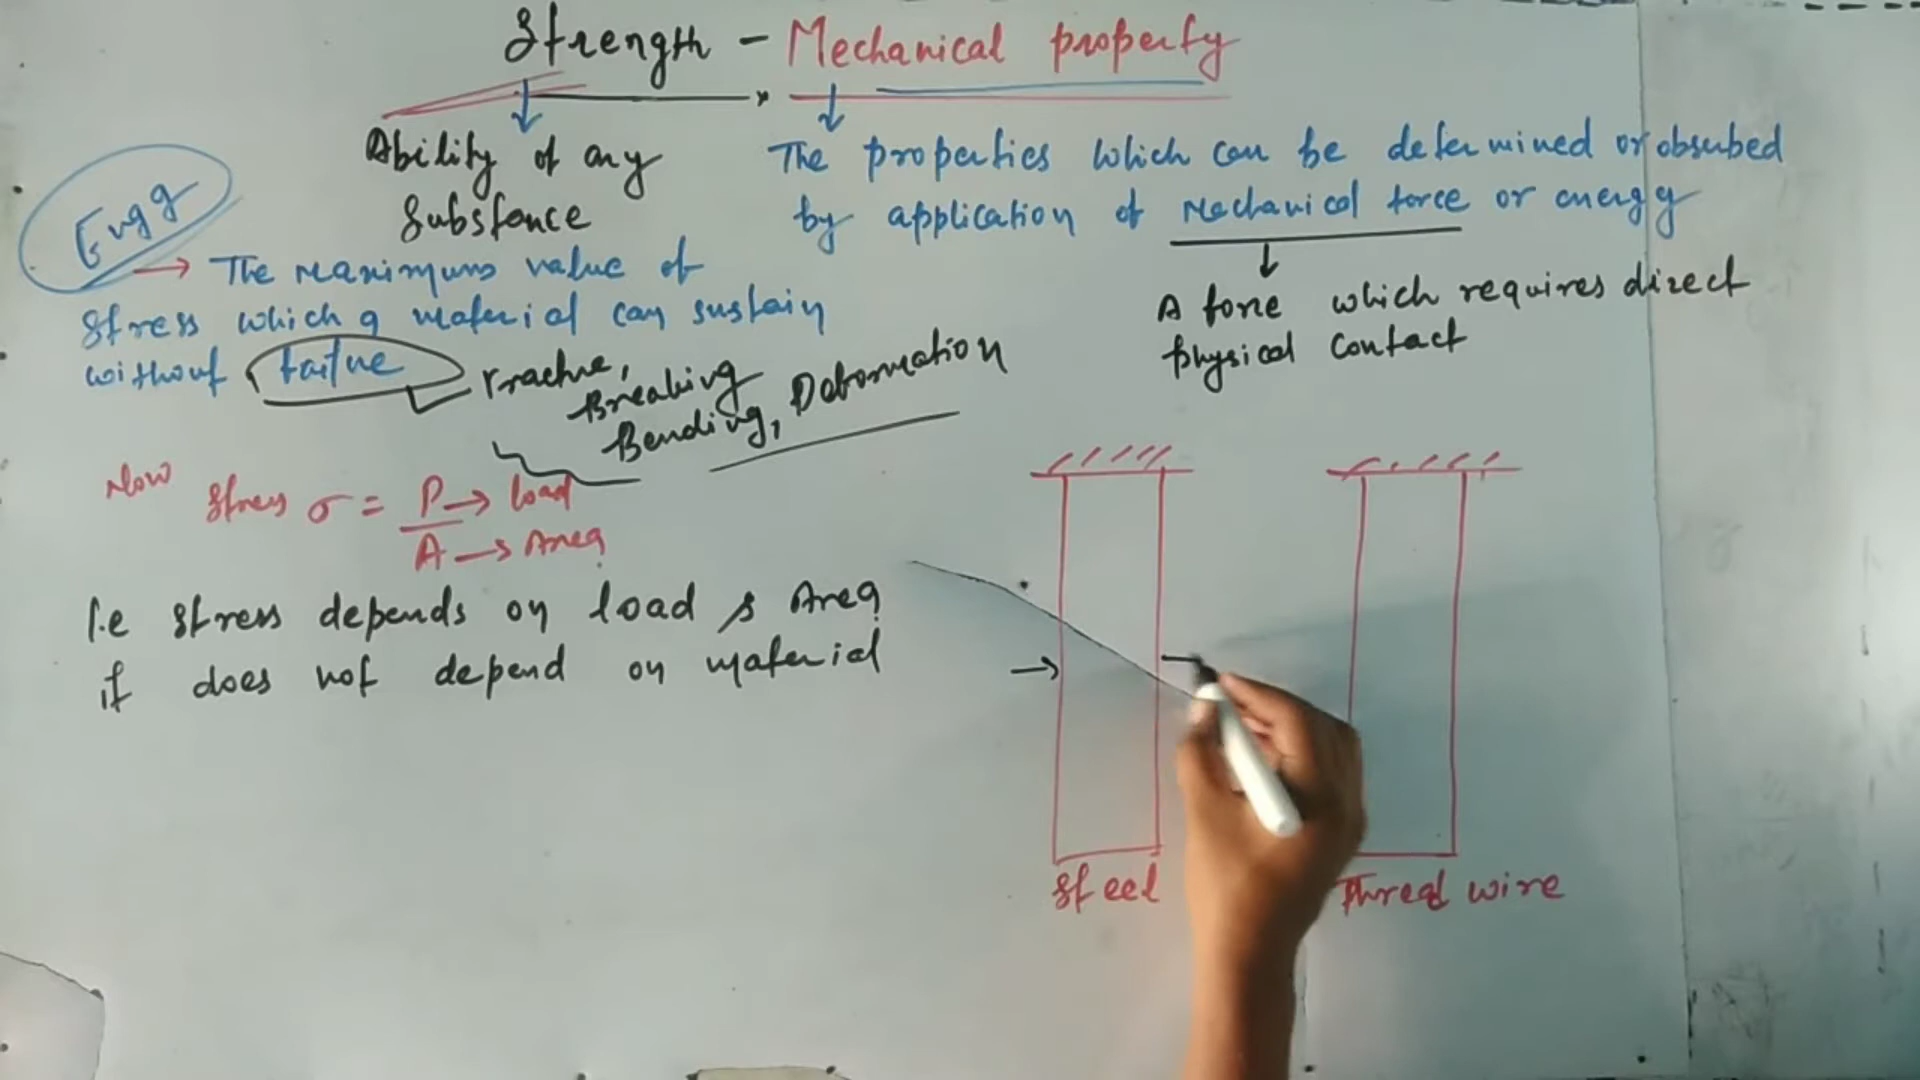 Strength - Mechanical property
Ability of any
Substance
The properties which can be determined or obsubed
by application of Mechanical force or energy
A force which requires direct
physical contact
Engg
→ The maximum value of
stress which a material can sustain
without failue
Fractue,
Breaking
Bending, Deformation
Now stress σ = P → load
A → Area
I.e stress depends on load & Area
it does not depend on material
Steel
Thread wire